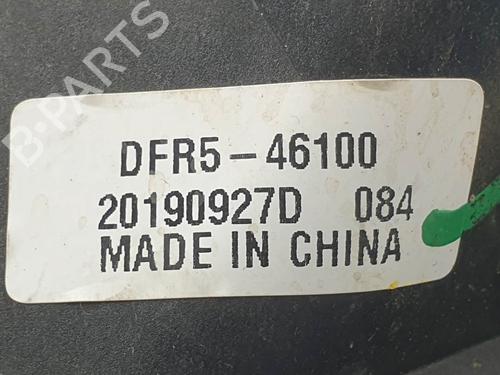 B-PARTS
DFR5-46100
20190927D 084
MADE IN CHINA